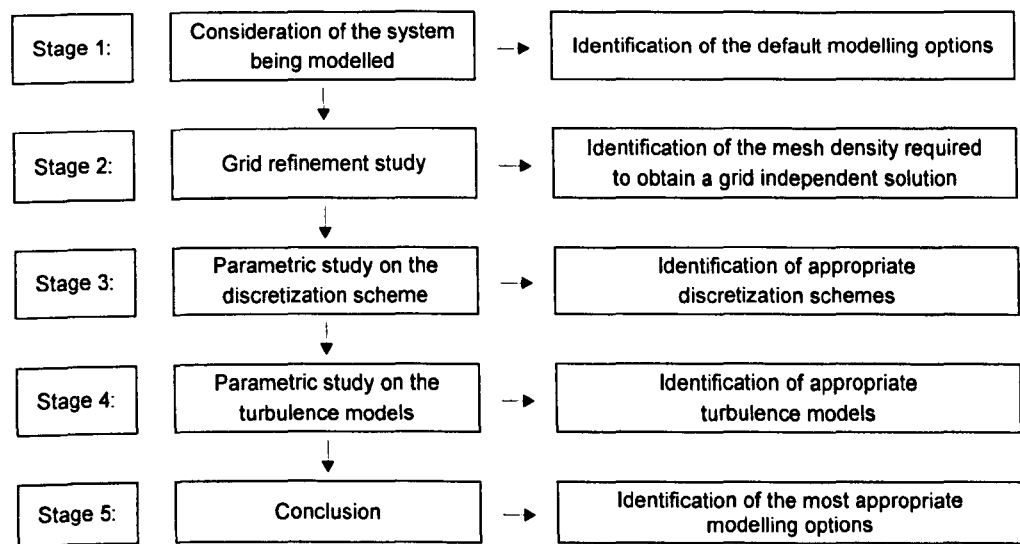 Stage 1:
Consideration of the system
being modelled
Identification of the default modelling options
Stage 2:
Grid refinement study
Identification of the mesh density required
to obtain a grid independent solution
Stage 3:
Parametric study on the
discretization scheme
Identification of appropriate
discretization schemes
Stage 4:
Parametric study on the
turbulence models
Identification of appropriate
turbulence models
Stage 5:
Conclusion
Identification of the most appropriate
modelling options